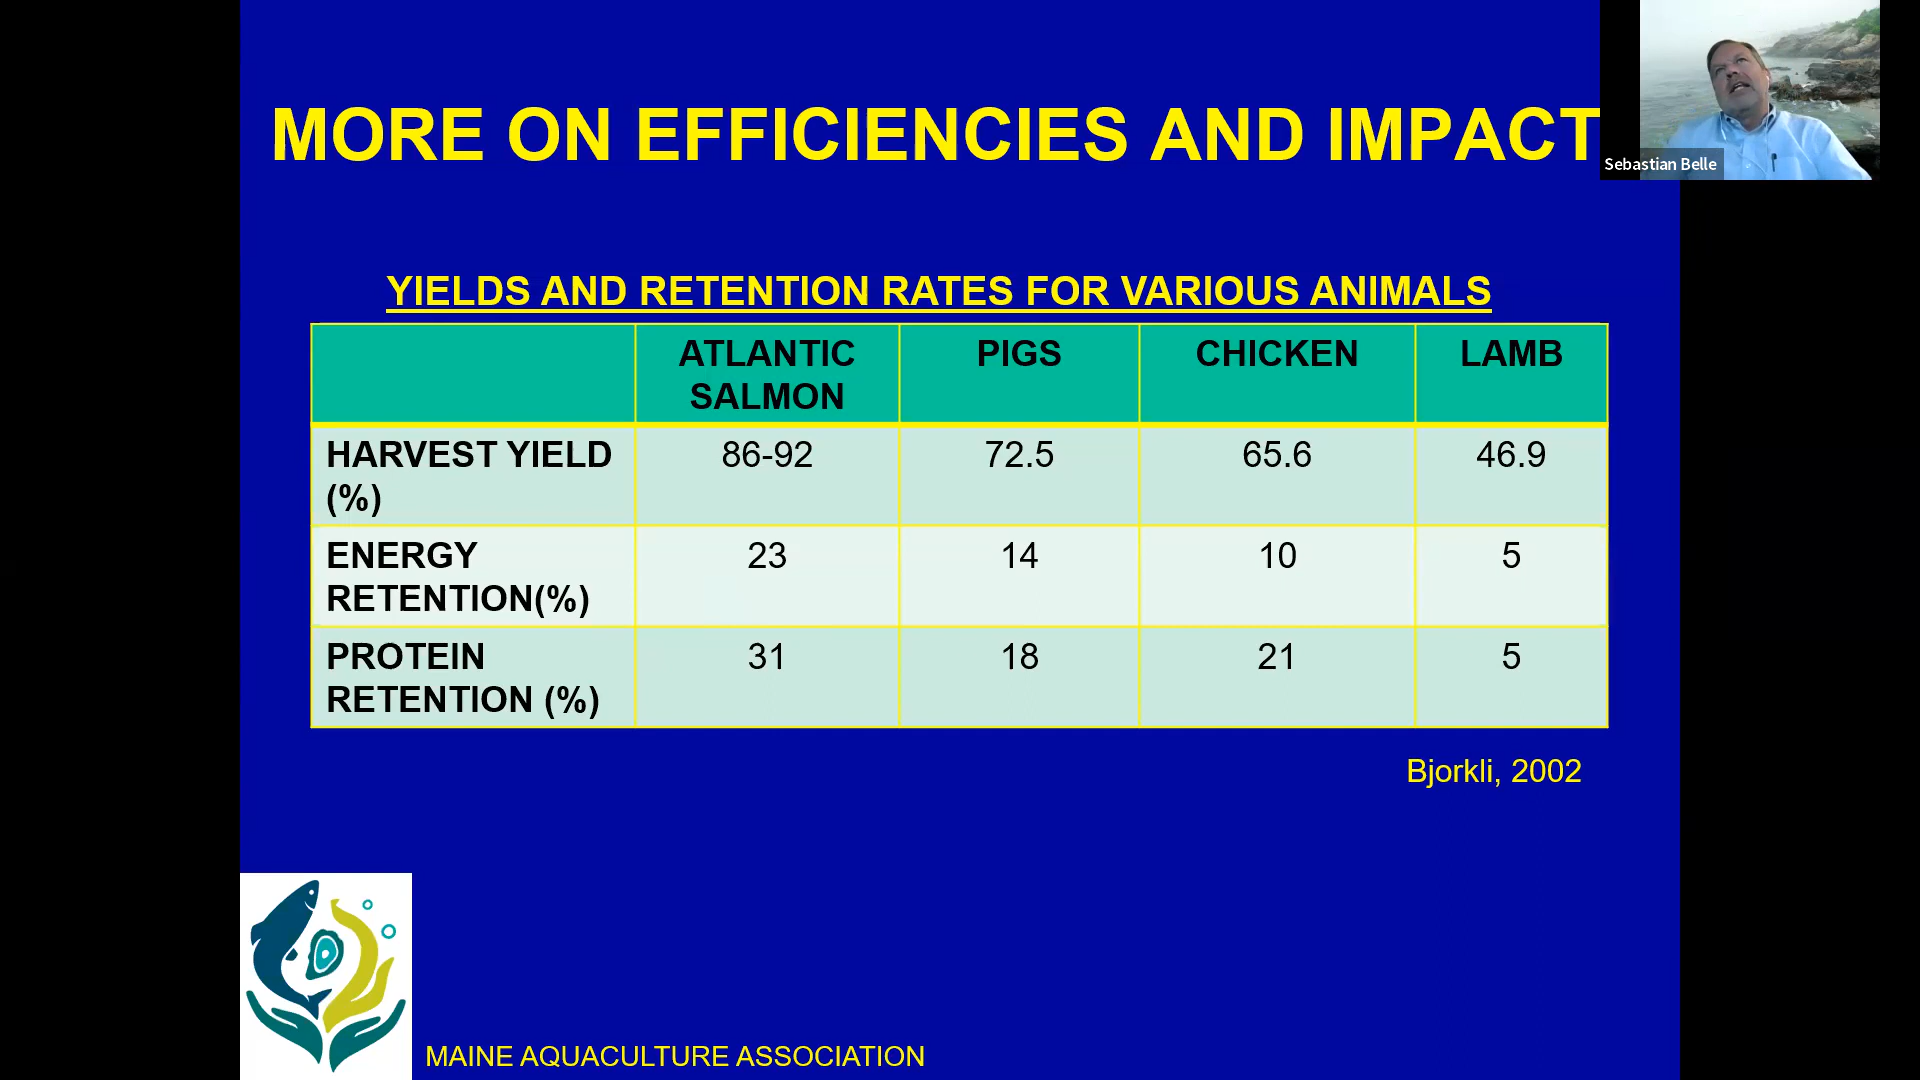 MORE ON EFFICIENCIES AND IMPACT
Sebastian Belle
YIELDS AND RETENTION RATES FOR VARIOUS ANIMALS
ATLANTIC SALMON PIGS CHICKEN LAMB
HARVEST YIELD (%) 86-92 72.5 65.6 46.9
ENERGY RETENTION(%) 23 14 10 5
PROTEIN RETENTION (%) 31 18 21 5
Bjorkli, 2002
MAINE AQUACULTURE ASSOCIATION